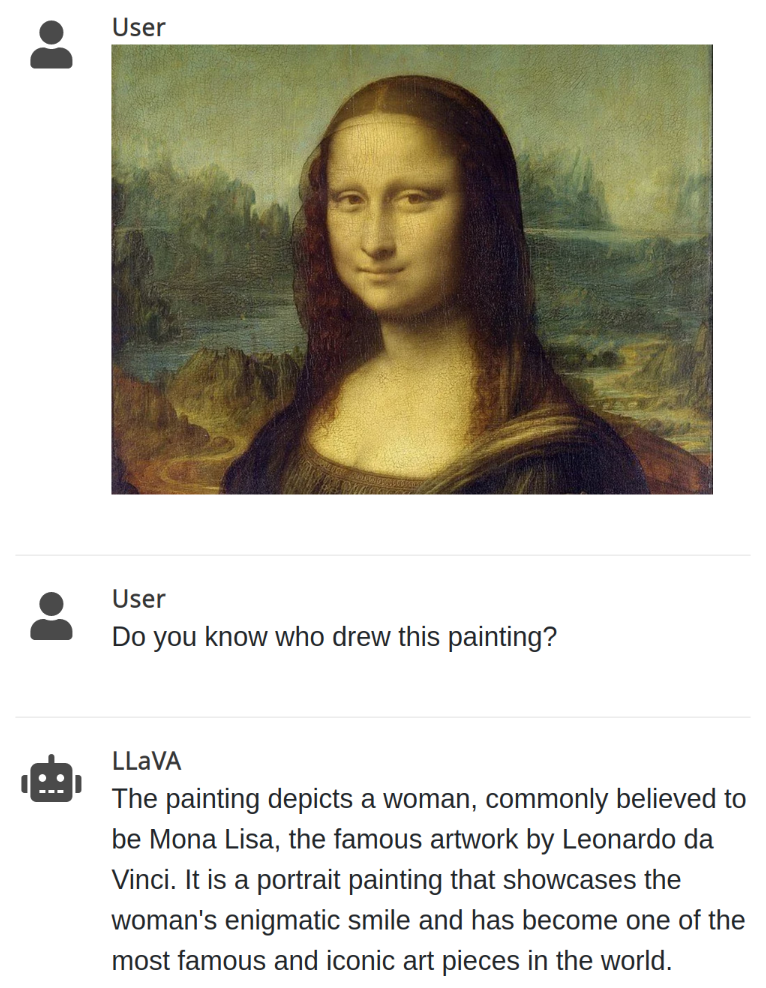 User
User
Do you know who drew this painting?
LLaVA
The painting depicts a woman, commonly believed to
be Mona Lisa, the famous artwork by Leonardo da
Vinci. It is a portrait painting that showcases the
woman's enigmatic smile and has become one of the
most famous and iconic art pieces in the world.